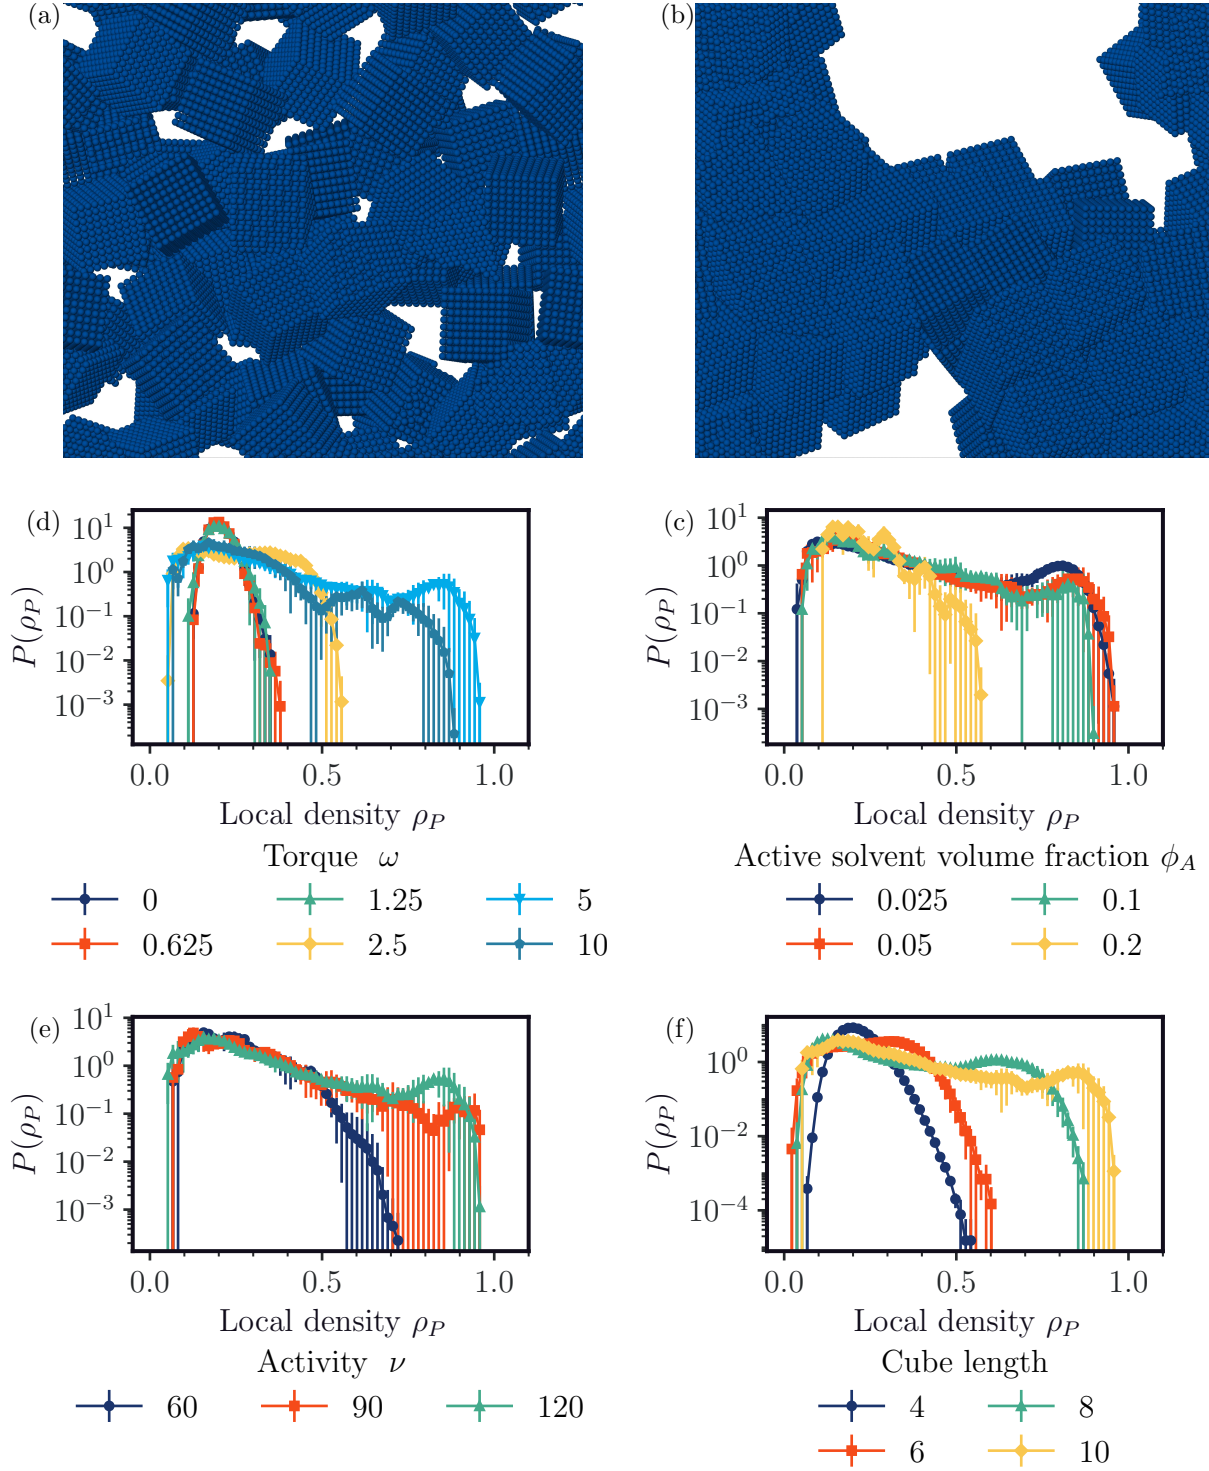 (a)
(b)
(d)
P(ρ_P)
10^1
10^0
10^{-1}
10^{-2}
10^{-3}
0.0
0.5
1.0
Local density ρ_P
Torque ω
0
1.25
5
0.625
2.5
10
(c)
P(ρ_P)
10^1
10^0
10^{-1}
10^{-2}
10^{-3}
0.0
0.5
1.0
Local density ρ_P
Active solvent volume fraction ϕ_A
0.025
0.1
0.05
0.2
(e)
P(ρ_P)
10^1
10^0
10^{-1}
10^{-2}
10^{-3}
0.0
0.5
1.0
Local density ρ_P
Activity ν
60
90
120
(f)
P(ρ_P)
10^0
10^{-2}
10^{-4}
0.0
0.5
1.0
Local density ρ_P
Cube length
4
8
6
10